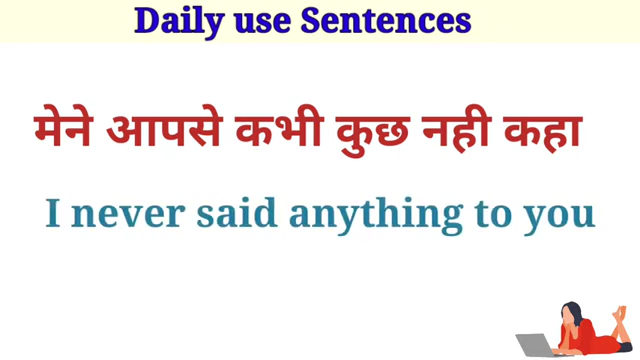 Daily use Sentences
मेने आपसे कभी कुछ नही कहा
I never said anything to you